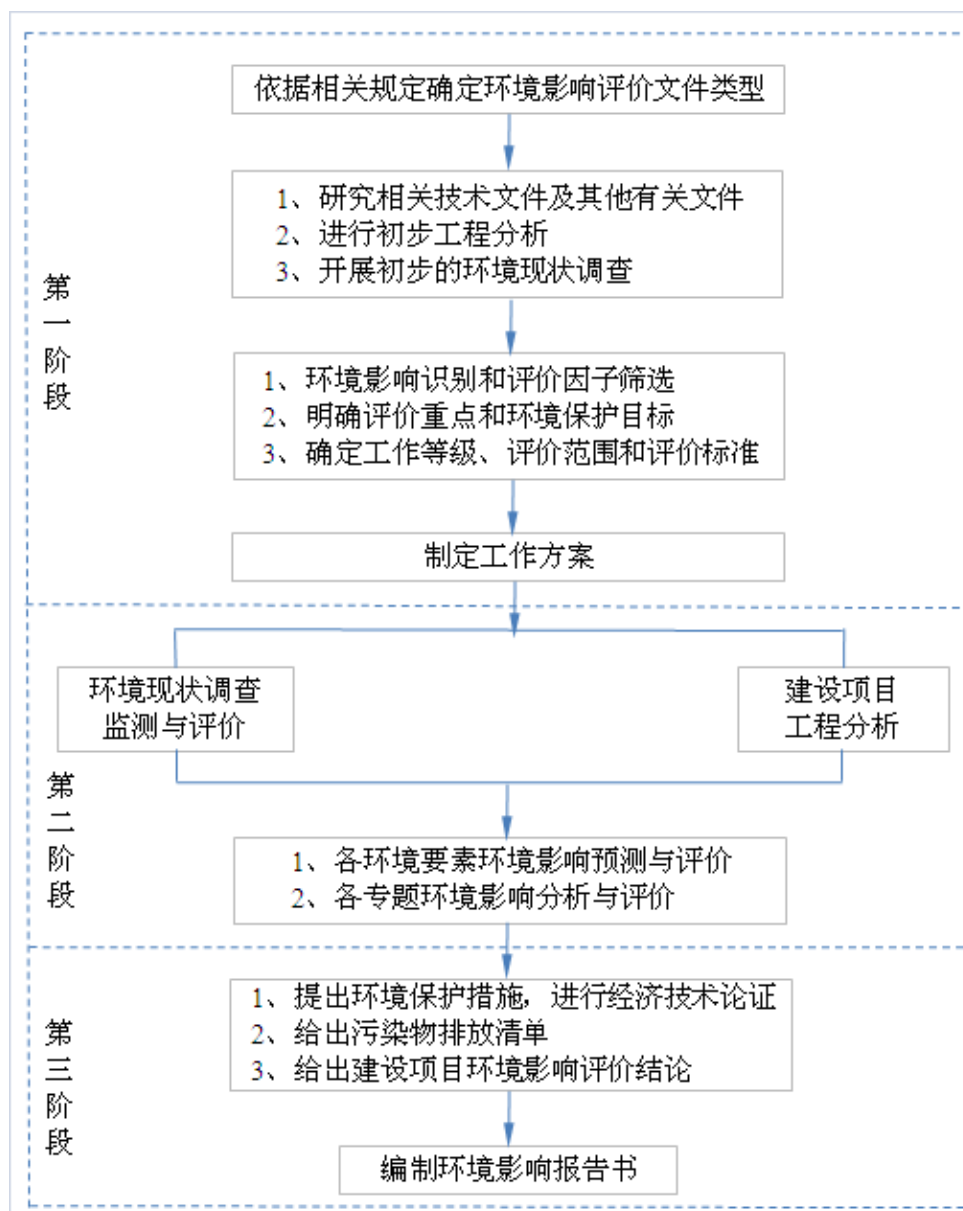 依据相关规定确定环境影响评价文件类型
1、研究相关技术文件及其他有关文件
2、进行初步工程分析
3、开展初步的环境现状调查
第一阶段
1、环境影响识别和评价因子筛选
2、明确评价重点和环境保护目标
3、确定工作等级、评价范围和评价标准
制定工作方案
环境现状调查
监测与评价
建设项目
工程分析
第二阶段
1、各环境要素环境影响预测与评价
2、各专题环境影响分析与评价
第三阶段
1、提出环境保护措施，进行经济技术论证
2、给出污染物排放清单
3、给出建设项目环境影响评价结论
编制环境影响报告书